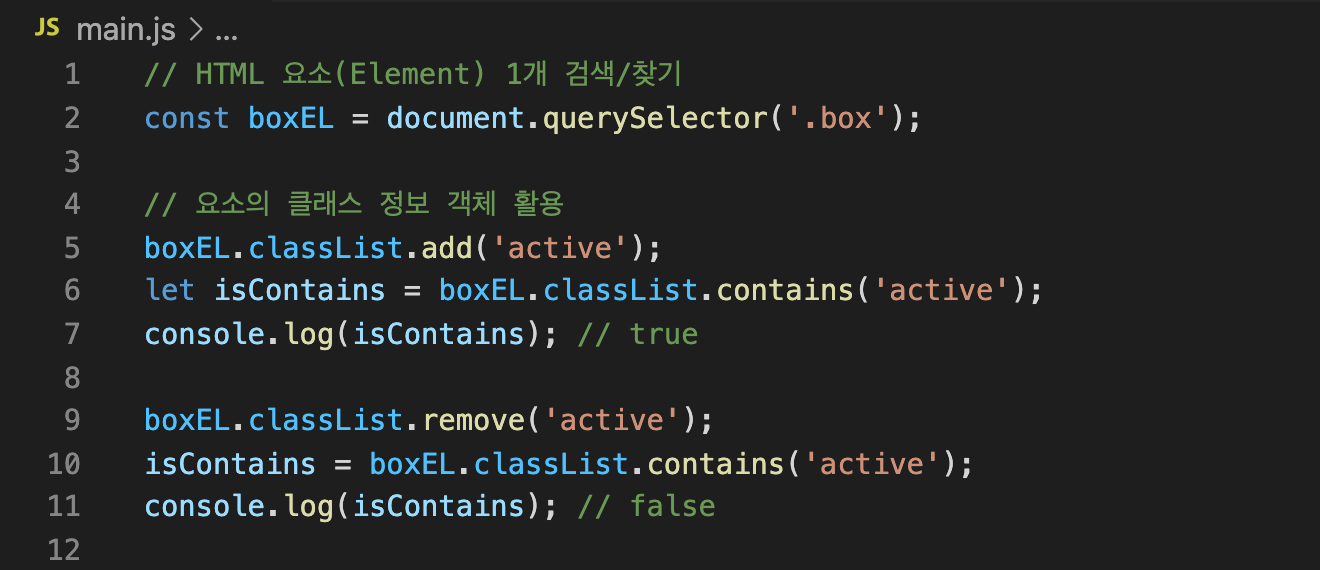 JS main.js > ...
1 // HTML 요소(Element) 1개 검색/찾기
2 const boxEL = document.querySelector('.box');
3
4 // 요소의 클래스 정보 객체 활용
5 boxEL.classList.add('active');
6 let isContains = boxEL.classList.contains('active');
7 console.log(isContains); // true
8
9 boxEL.classList.remove('active');
10 isContains = boxEL.classList.contains('active');
11 console.log(isContains); // false
12